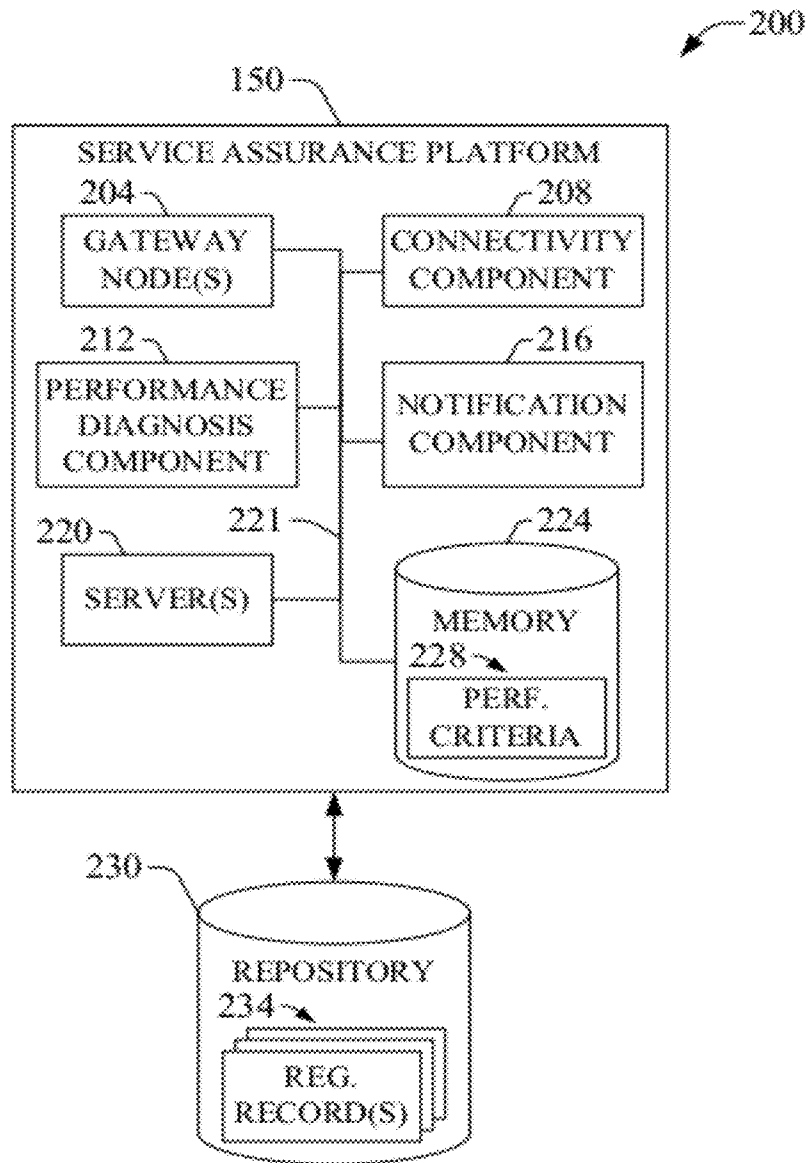 200
150
SERVICE ASSURANCE PLATFORM
204
GATEWAY
NODE(S)
208
CONNECTIVITY
COMPONENT
212
PERFORMANCE
DIAGNOSIS
COMPONENT
216
NOTIFICATION
COMPONENT
220
SERVER(S)
221
224
MEMORY
228
PERF.
CRITERIA
230
REPOSITORY
234
REG.
RECORD(S)